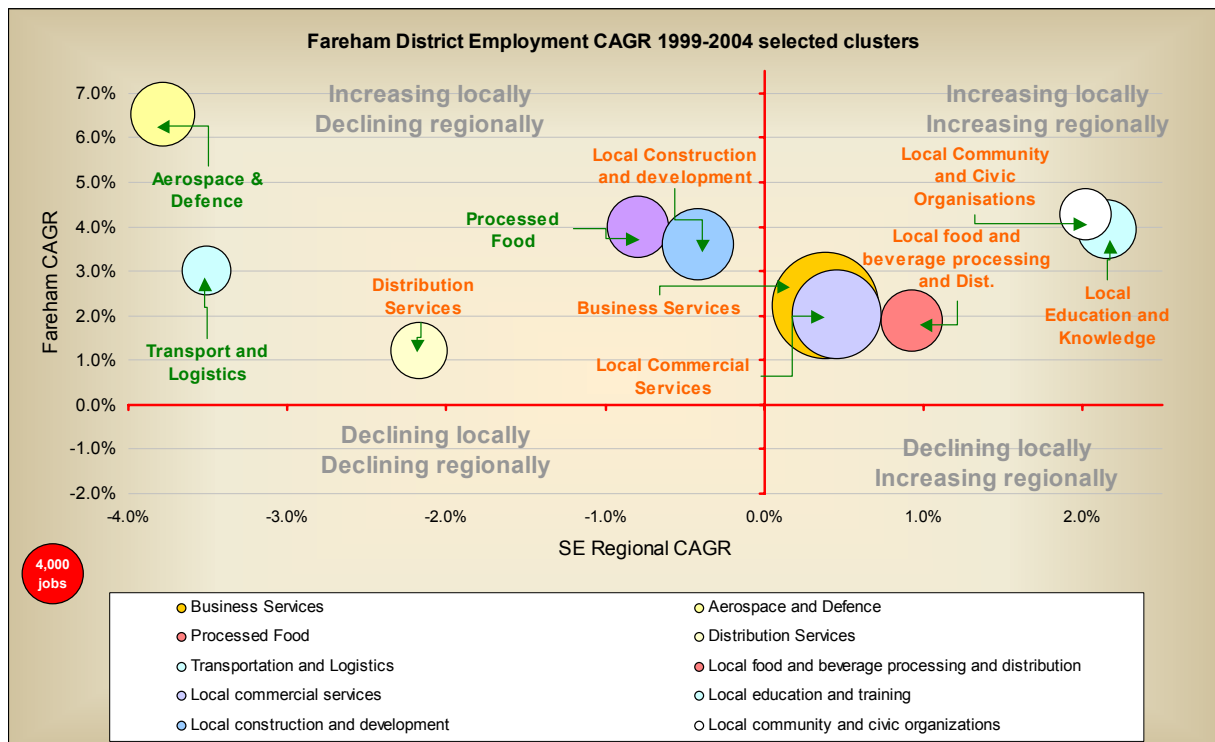 Fareham District Employment CAGR 1999-2004 selected clusters
Fareham CAGR
7.0%
6.0%
5.0%
4.0%
3.0%
2.0%
1.0%
0.0%
-1.0%
-2.0%
Increasing locally
Declining regionally
Increasing locally
Increasing regionally
Aerospace &
Defence
Local Construction
and development
Local Community
and Civic
Organisations
Processed
Food
Local food and
beverage processing
and Dist.
Distribution
Services
Business Services
Local
Education and
Knowledge
Transport and
Logistics
Local Commercial
Services
Declining locally
Declining regionally
Declining locally
Increasing regionally
-4.0%
-3.0%
-2.0%
-1.0%
0.0%
1.0%
2.0%
SE Regional CAGR
4,000
jobs
Business Services
Aerospace and Defence
Processed Food
Distribution Services
Transportation and Logistics
Local food and beverage processing and distribution
Local commercial services
Local education and training
Local construction and development
Local community and civic organizations